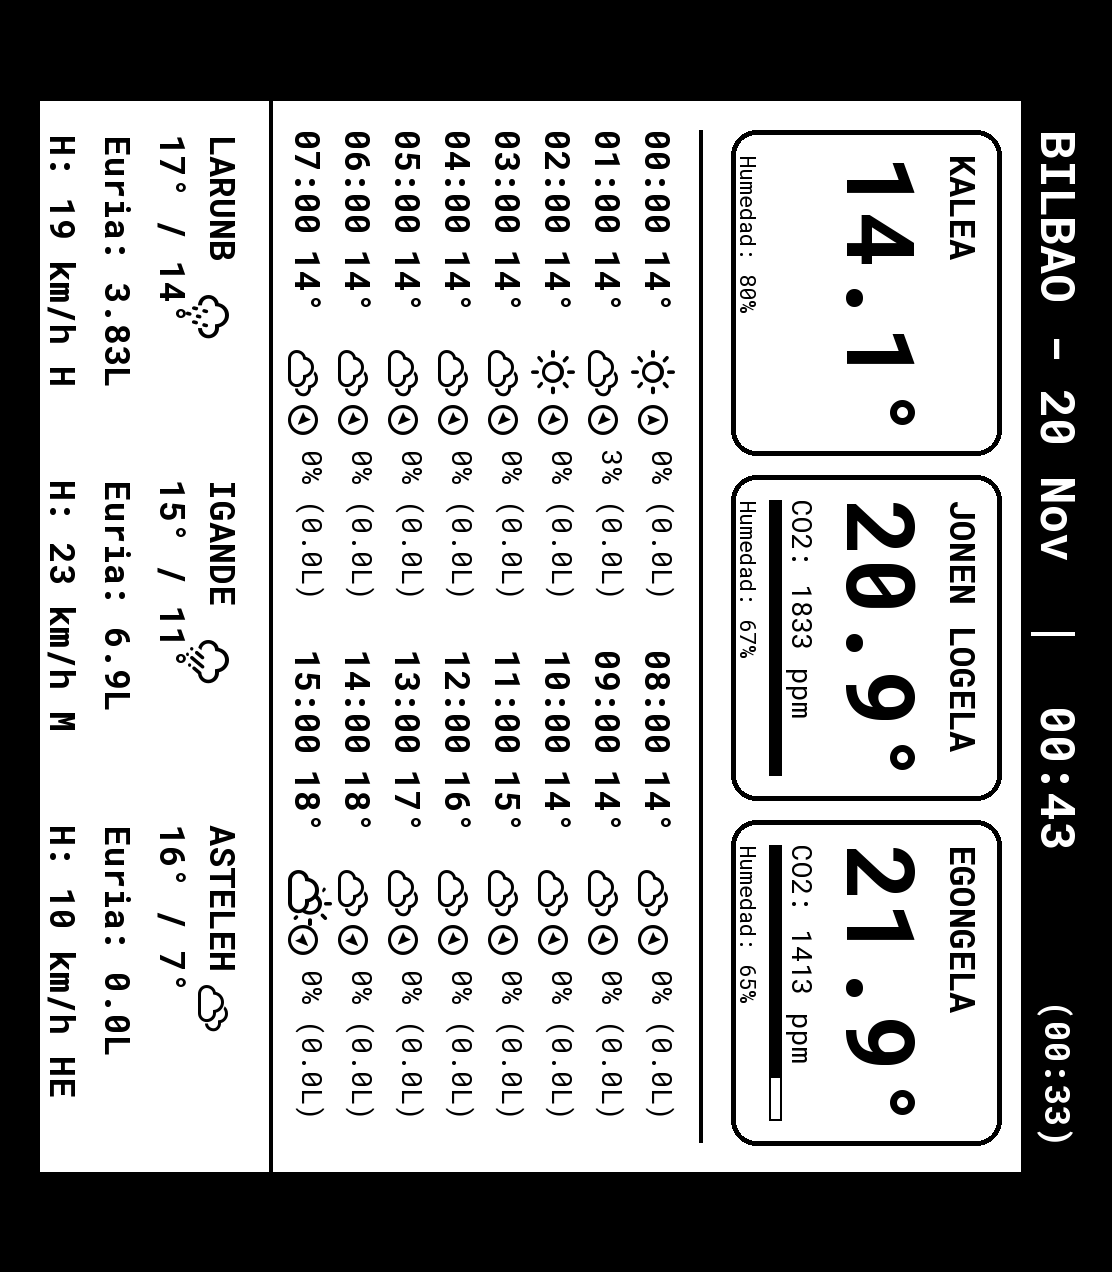 BILBAO - 20 Nov | 00:43 (00:33)
KALEA
14.1°
Humedad: 80%
JONEN LOGELA
20.9°
CO2: 1833 ppm
Humedad: 67%
EGONGELA
21.9°
CO2: 1413 ppm
Humedad: 65%
00:00 14° 0% (0.0L)
01:00 14° 3% (0.0L)
02:00 14° 0% (0.0L)
03:00 14° 0% (0.0L)
04:00 14° 0% (0.0L)
05:00 14° 0% (0.0L)
06:00 14° 0% (0.0L)
07:00 14° 0% (0.0L)
08:00 14° 0% (0.0L)
09:00 14° 0% (0.0L)
10:00 14° 0% (0.0L)
11:00 15° 0% (0.0L)
12:00 16° 0% (0.0L)
13:00 17° 0% (0.0L)
14:00 18° 0% (0.0L)
15:00 18° 0% (0.0L)
LARUNB
17° / 14°
Euria: 3.83L
H: 19 km/h H
IGANDE
15° / 11°
Euria: 6.9L
H: 23 km/h M
ASTELEH
16° / 7°
Euria: 0.0L
H: 10 km/h HE